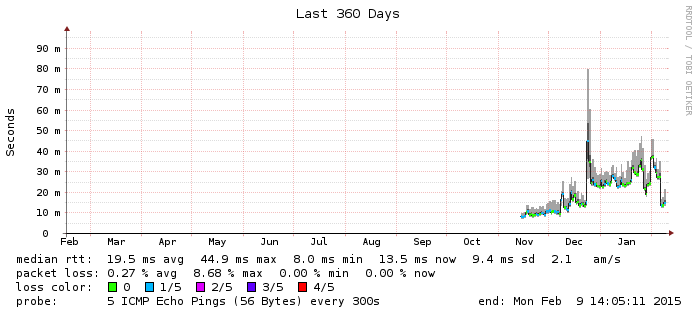 Last 360 Days
RRDTOOL / TOBI OETIKER
Seconds
90 m
80 m
70 m
60 m
50 m
40 m
30 m
20 m
10 m
0
Feb Mar Apr May Jun Jul Aug Sep Oct Nov Dec Jan
median rtt: 19.5 ms avg 44.9 ms max 8.0 ms min 13.5 ms now 9.4 ms sd 2.1 am/s
packet loss: 0.27 % avg 8.68 % max 0.00 % min 0.00 % now
loss color: 0 1/5 2/5 3/5 4/5
probe: 5 ICMP Echo Pings (56 Bytes) every 300s end: Mon Feb 9 14:05:11 2015